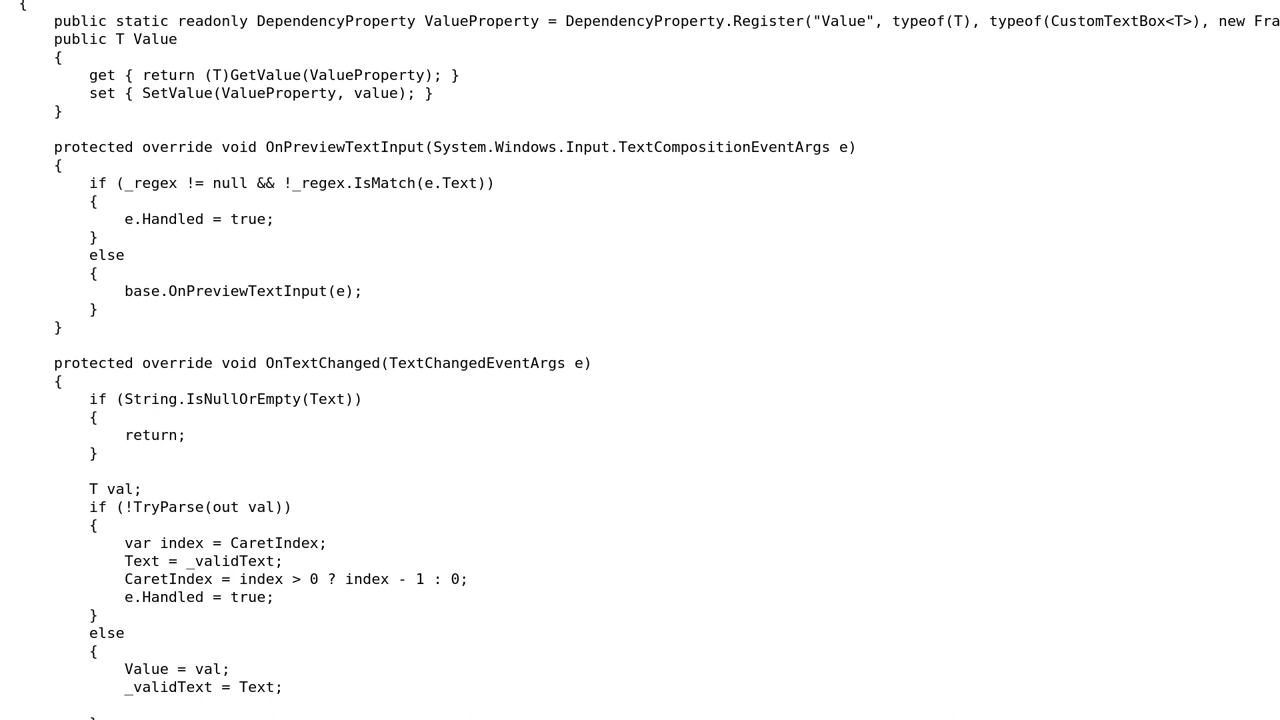 {
    public static readonly DependencyProperty ValueProperty = DependencyProperty.Register("Value", typeof(T), typeof(CustomTextBox<T>), new Fra
    public T Value
    {
        get { return (T)GetValue(ValueProperty); }
        set { SetValue(ValueProperty, value); }
    }

    protected override void OnPreviewTextInput(System.Windows.Input.TextCompositionEventArgs e)
    {
        if (_regex != null && !_regex.IsMatch(e.Text))
        {
            e.Handled = true;
        }
        else
        {
            base.OnPreviewTextInput(e);
        }
    }

    protected override void OnTextChanged(TextChangedEventArgs e)
    {
        if (String.IsNullOrEmpty(Text))
        {
            return;
        }

        T val;
        if (!TryParse(out val))
        {
            var index = CaretIndex;
            Text = _validText;
            CaretIndex = index > 0 ? index - 1 : 0;
            e.Handled = true;
        }
        else
        {
            Value = val;
            _validText = Text;

        }